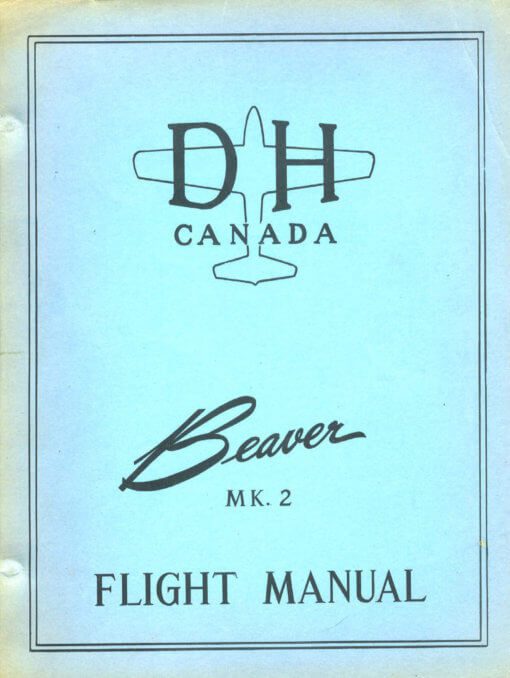 DH
CANADA
Beaver
MK. 2
FLIGHT MANUAL